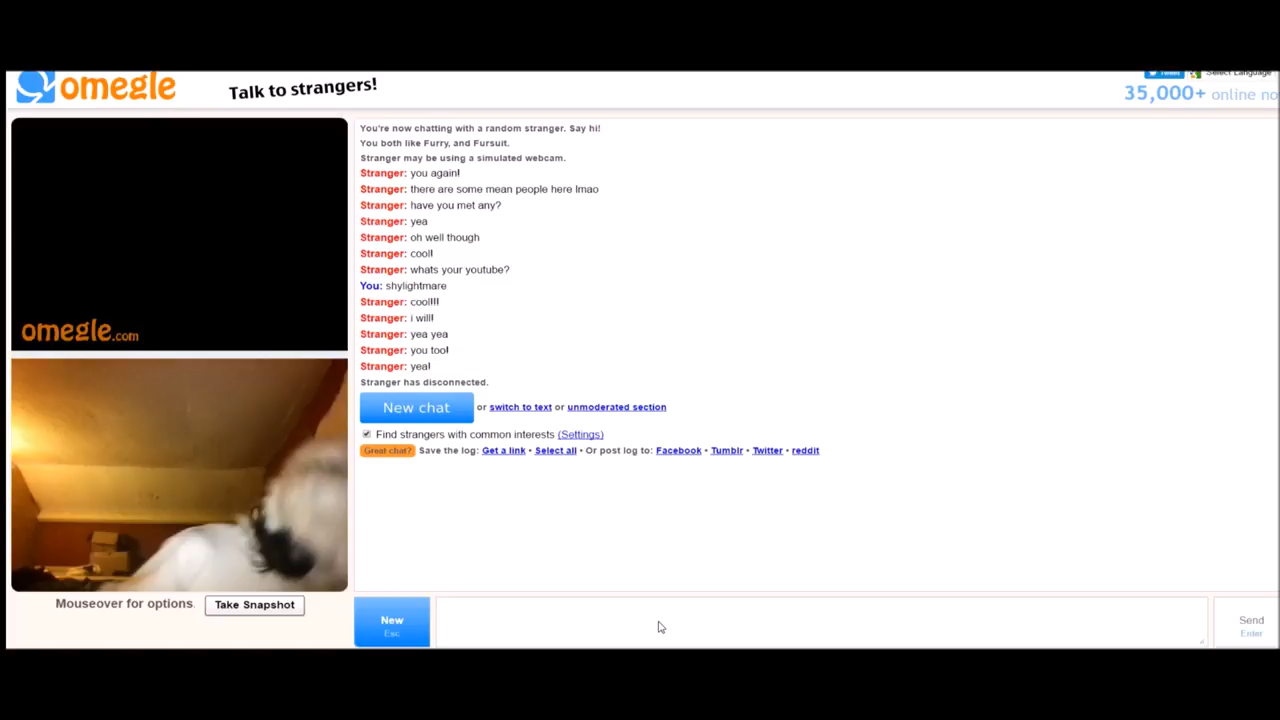 omegle
Talk to strangers!
Tweet
Select Language
35,000+ online no
You're now chatting with a random stranger. Say hi!
You both like Furry, and Fursuit.
Stranger may be using a simulated webcam.
Stranger: you again!
Stranger: there are some mean people here lmao
Stranger: have you met any?
Stranger: yea
Stranger: oh well though
Stranger: cool!
Stranger: whats your youtube?
You: shylightmare
Stranger: cool!!!
Stranger: i will!
Stranger: yea yea
Stranger: you too!
Stranger: yea!
Stranger has disconnected.
New chat or switch to text or unmoderated section
Find strangers with common interests (Settings)
Great chat? Save the log: Get a link • Select all • Or post log to: Facebook • Tumblr • Twitter • reddit
omegle.com
Mouseover for options. Take Snapshot
New
Esc
Send
Enter